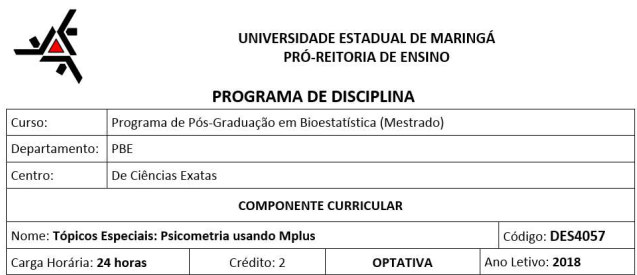 UNIVERSIDADE ESTADUAL DE MARINGÁ
PRÓ-REITORIA DE ENSINO
PROGRAMA DE DISCIPLINA
Curso: Programa de Pós-Graduação em Bioestatística (Mestrado)
Departamento: PBE
Centro: De Ciências Exatas
COMPONENTE CURRICULAR
Nome: Tópicos Especiais: Psicometria usando Mplus Código: DES4057
Carga Horária: 24 horas Crédito: 2 OPTATIVA Ano Letivo: 2018